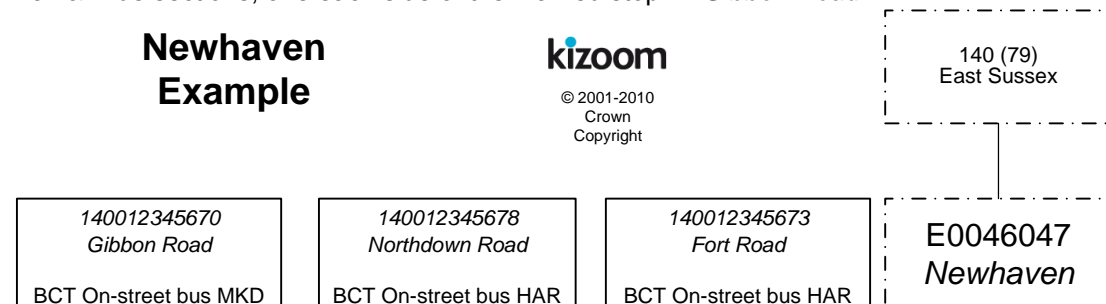 Newhaven
Example
kizoom
© 2001-2010
Crown
Copyright
140 (79)
East Sussex
140012345670
Gibbon Road
BCT On-street bus MKD
140012345678
Northdown Road
BCT On-street bus HAR
140012345673
Fort Road
BCT On-street bus HAR
E0046047
Newhaven